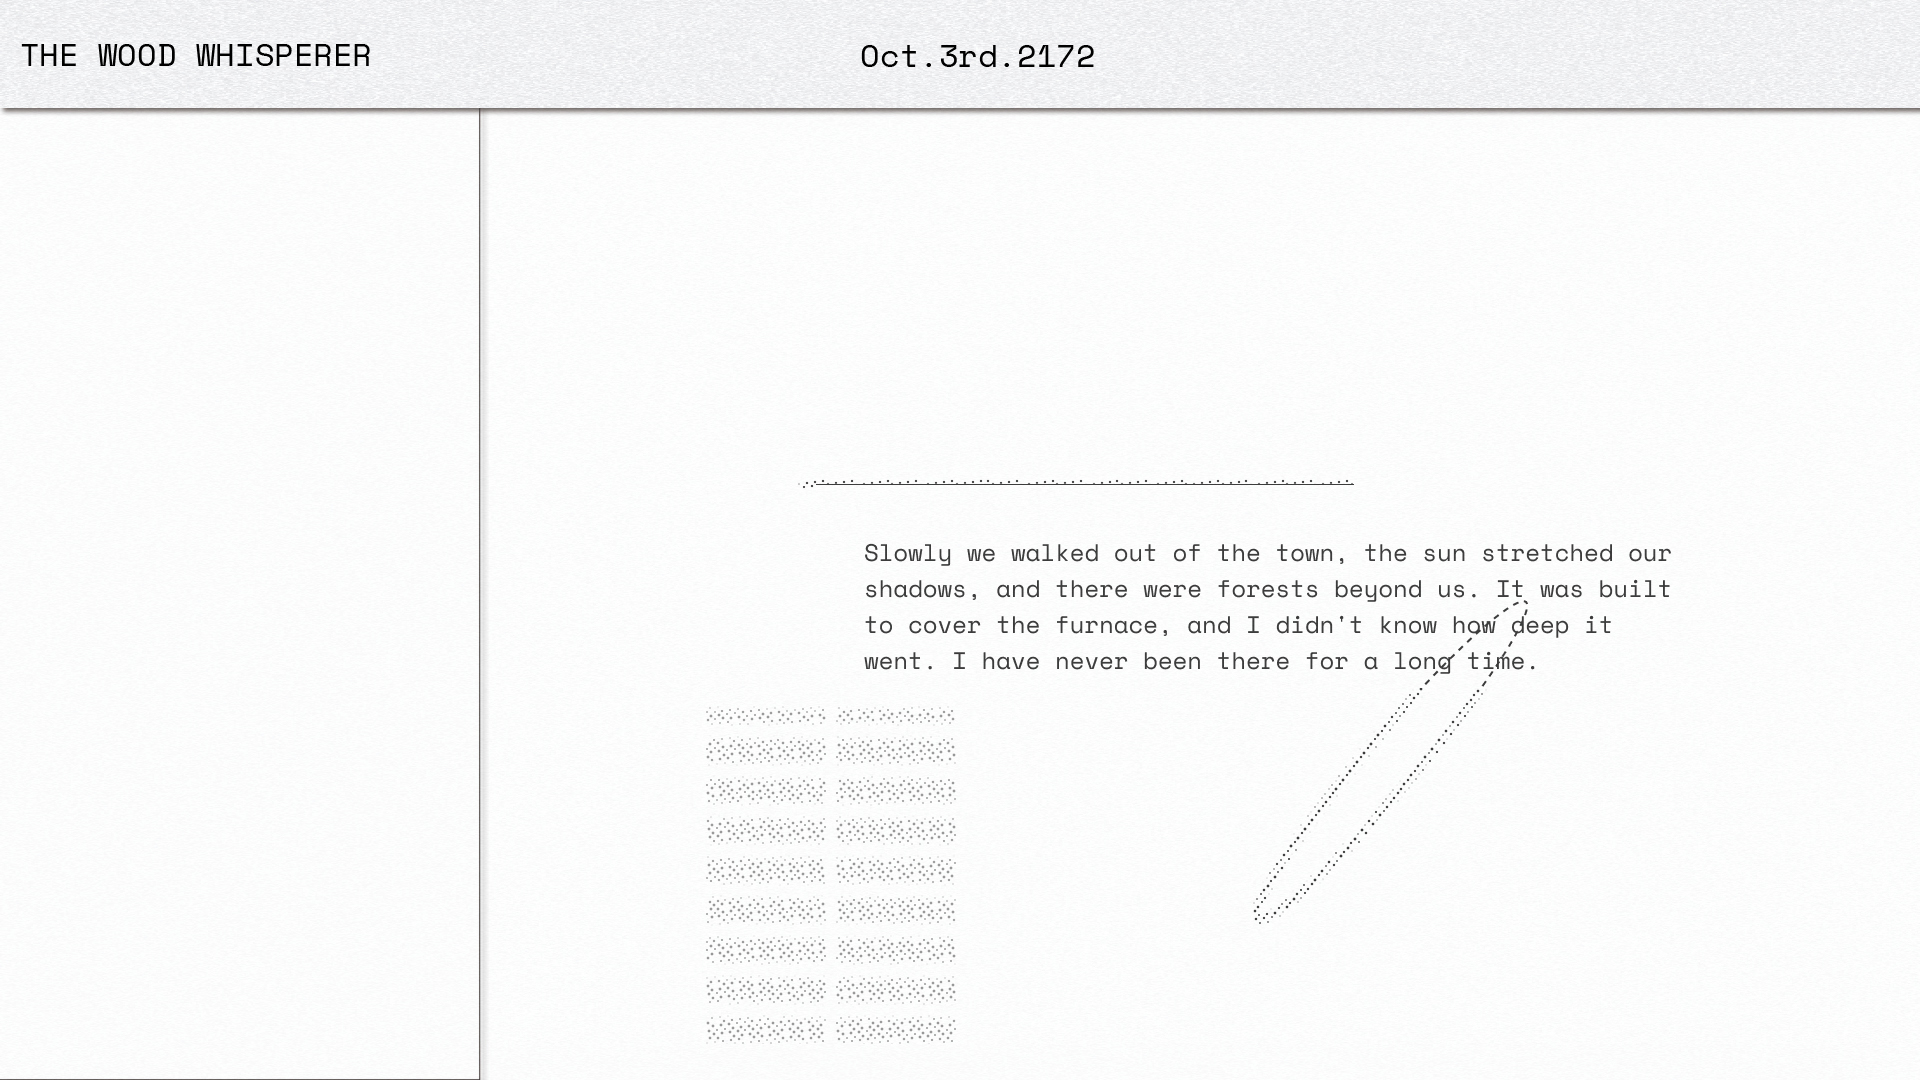 THE WOOD WHISPERER
Oct.3rd.2172
Slowly we walked out of the town, the sun stretched our
shadows, and there were forests beyond us. It was built
to cover the furnace, and I didn't know how deep it
went. I have never been there for a long time.